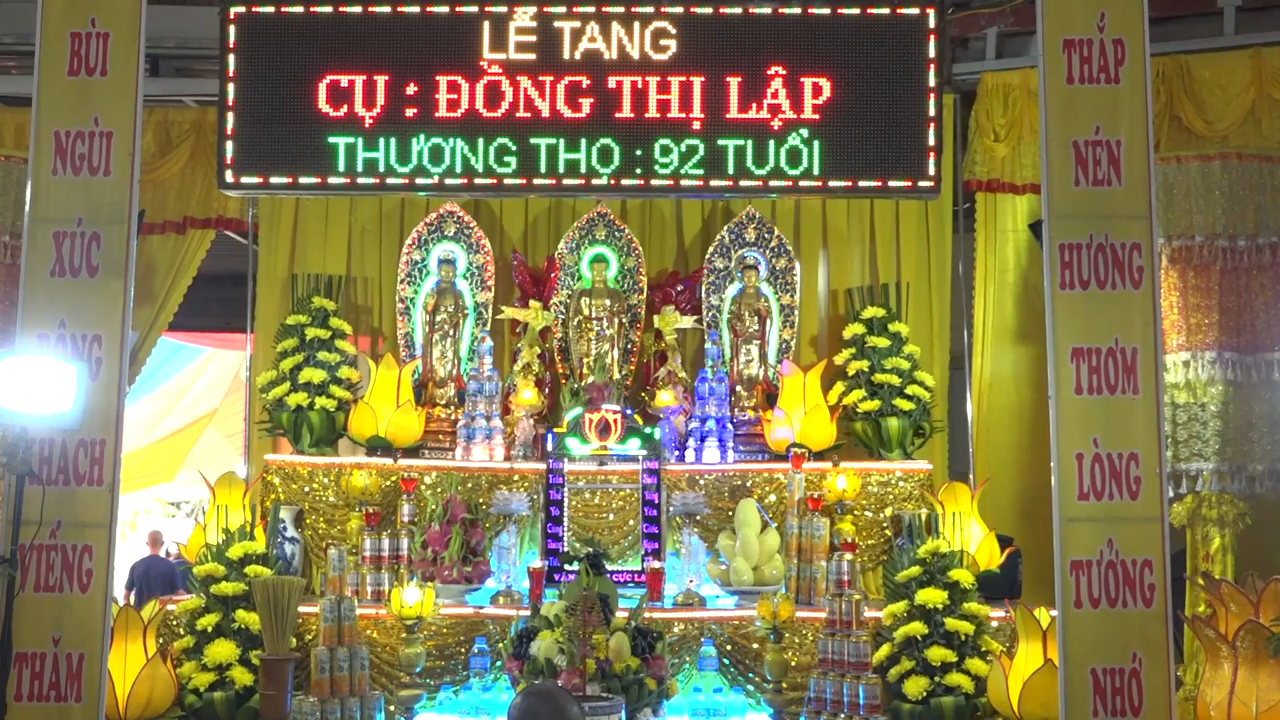 LỄ TANG
CỤ : ĐỒNG THỊ LẬP
THƯỢNG THỌ : 92 TUỔI
BÙI
NGÙI
XÚC
ĐỘNG
KHÁCH
VIẾNG
THĂM
THẮP
NÉN
HƯƠNG
THƠM
LÒNG
TƯỞNG
NHỚ